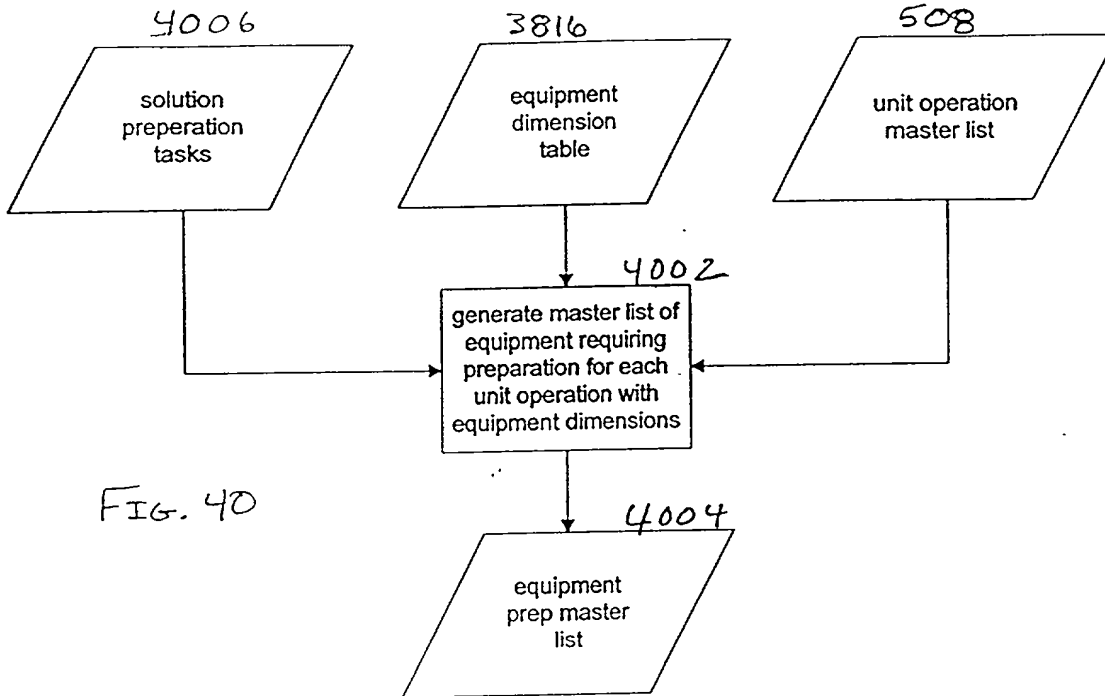 4006
3816
508
solution
preperation
tasks
equipment
dimension
table
unit operation
master list
4002
generate master list of
equipment requiring
preparation for each
unit operation with
equipment dimensions
FIG. 40
4004
equipment
prep master
list